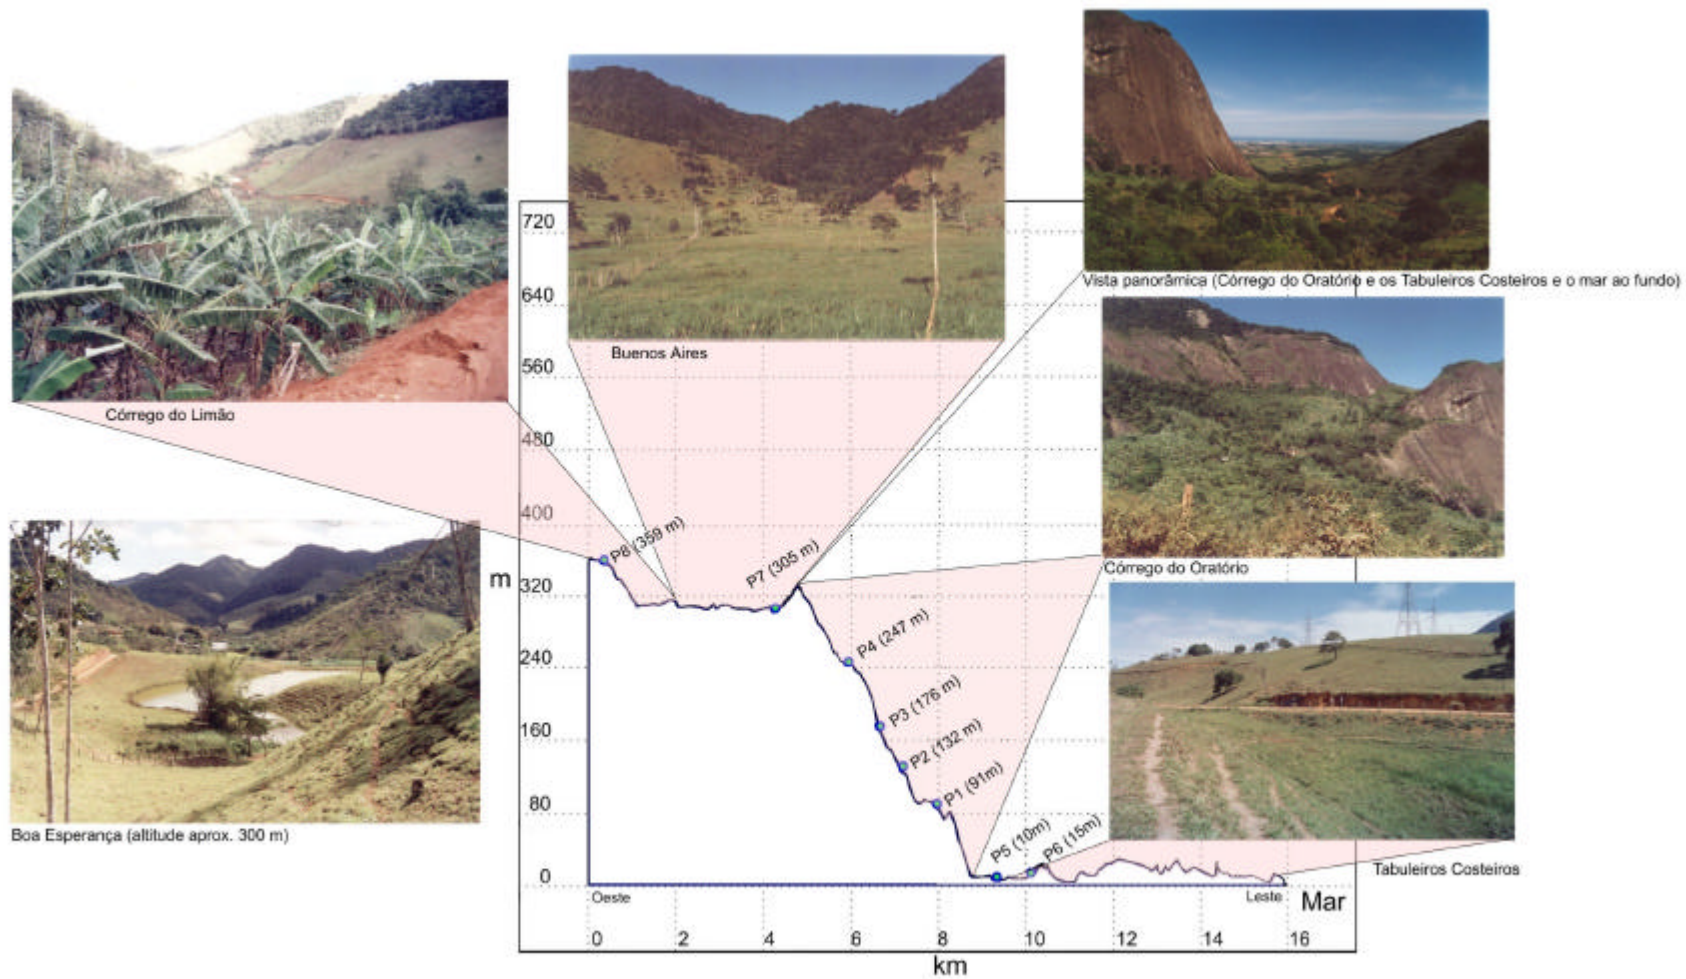 Vista panorâmica (Córrego do Oratório e os Tabuleiros Costeiros e o mar ao fundo)
Buenos Aires
Córrego do Limão
Córrego do Oratório
Boa Esperança (altitude aprox. 300 m)
Tabuleiros Costeiros
720
640
560
480
400
320
240
160
80
0
m
P8 (359 m)
P7 (305 m)
P4 (247 m)
P3 (176 m)
P2 (132 m)
P1 (91m)
P5 (10m)
P6 (15m)
Oeste
Leste
Mar
0 2 4 6 8 10 12 14 16
km